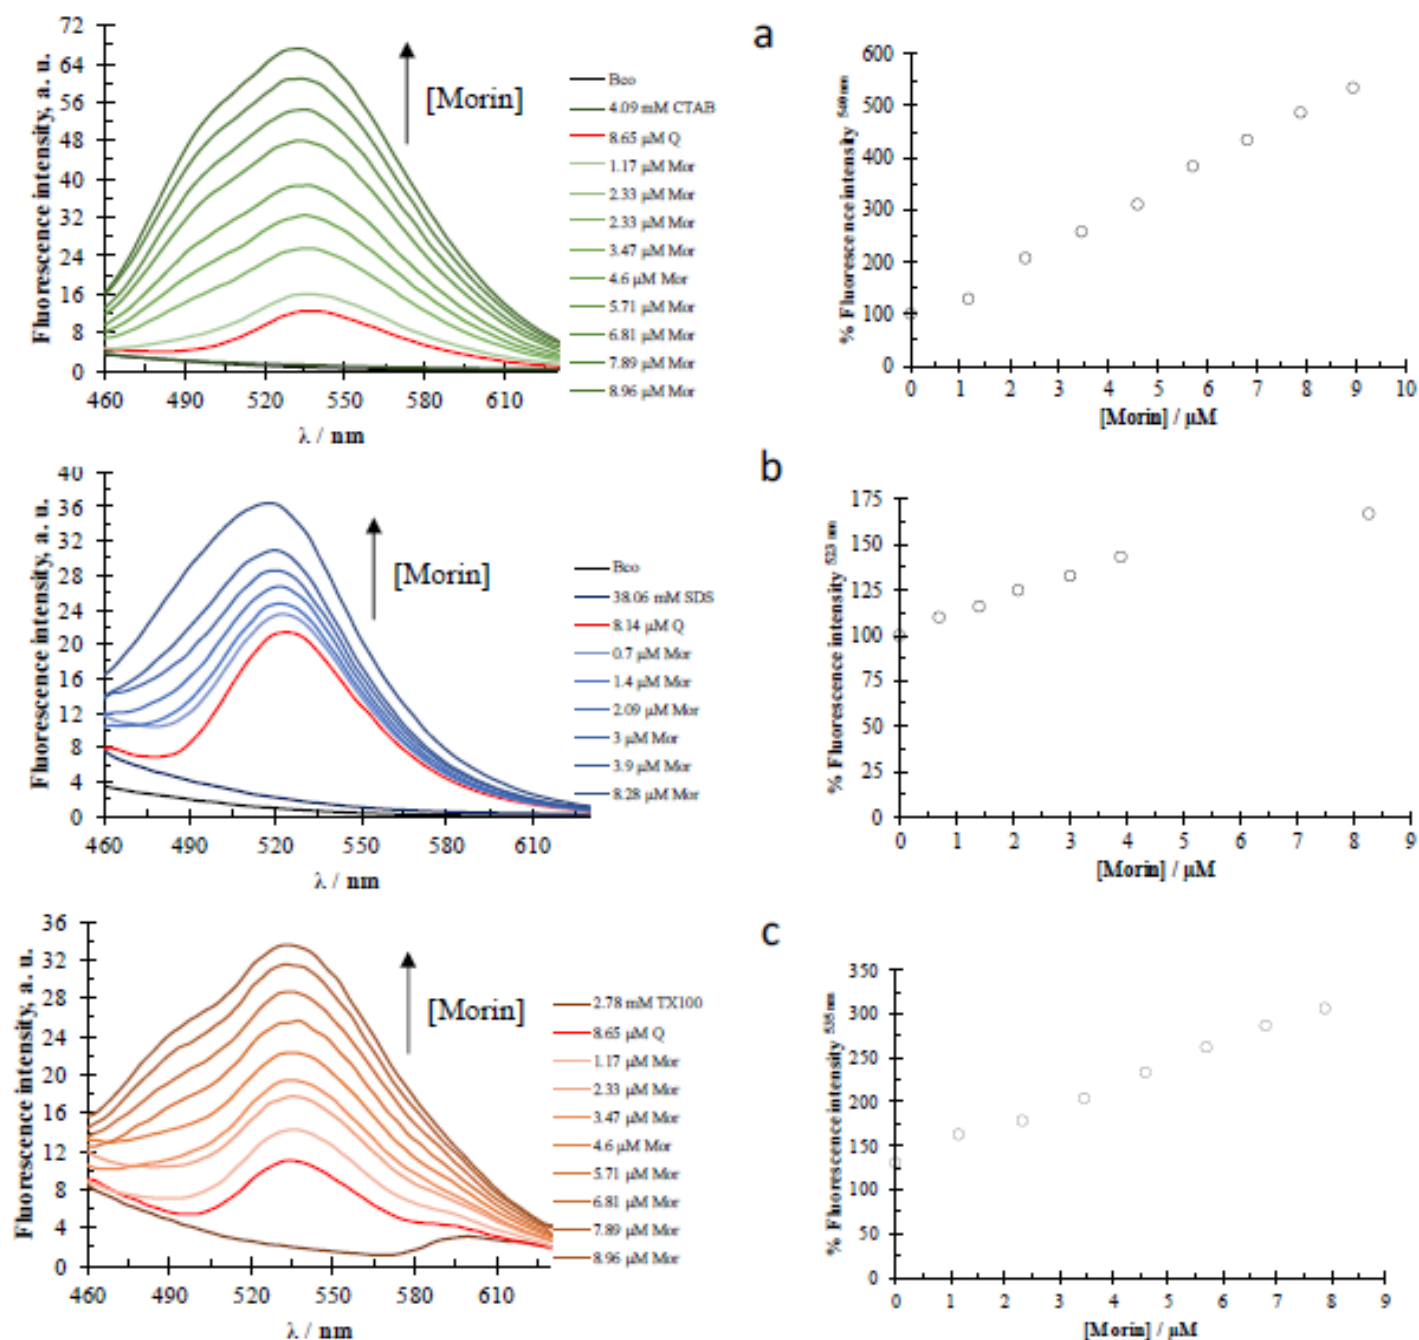 a
72
64
56
48
40
32
24
16
8
0
460
490
520
550
580
610
Fluorescence intensity, a. u.
λ / nm
[Morin]
Bco
4.09 mM CTAB
8.65 μM Q
1.17 μM Mor
2.33 μM Mor
2.33 μM Mor
3.47 μM Mor
4.6 μM Mor
5.71 μM Mor
6.81 μM Mor
7.89 μM Mor
8.96 μM Mor
600
500
400
300
200
100
0
0 1 2 3 4 5 6 7 8 9 10
% Fluorescence intensity 540 nm
[Morin] / μM
b
40
36
32
28
24
20
16
12
8
4
0
460
490
520
550
580
610
Fluorescence intensity, a. u.
λ / nm
[Morin]
Bco
38.06 mM SDS
8.14 μM Q
0.7 μM Mor
1.4 μM Mor
2.09 μM Mor
3 μM Mor
3.9 μM Mor
8.28 μM Mor
175
150
125
100
75
50
25
0
0 1 2 3 4 5 6 7 8 9
% Fluorescence intensity 523 nm
[Morin] / μM
c
36
32
28
24
20
16
12
8
4
0
460
490
520
550
580
610
Fluorescence intensity, a. u.
λ / nm
[Morin]
2.78 mM TX100
8.65 μM Q
1.17 μM Mor
2.33 μM Mor
3.47 μM Mor
4.6 μM Mor
5.71 μM Mor
6.81 μM Mor
7.89 μM Mor
8.96 μM Mor
350
300
250
200
150
100
50
0
0 1 2 3 4 5 6 7 8 9
% Fluorescence intensity 535 nm
[Morin] / μM